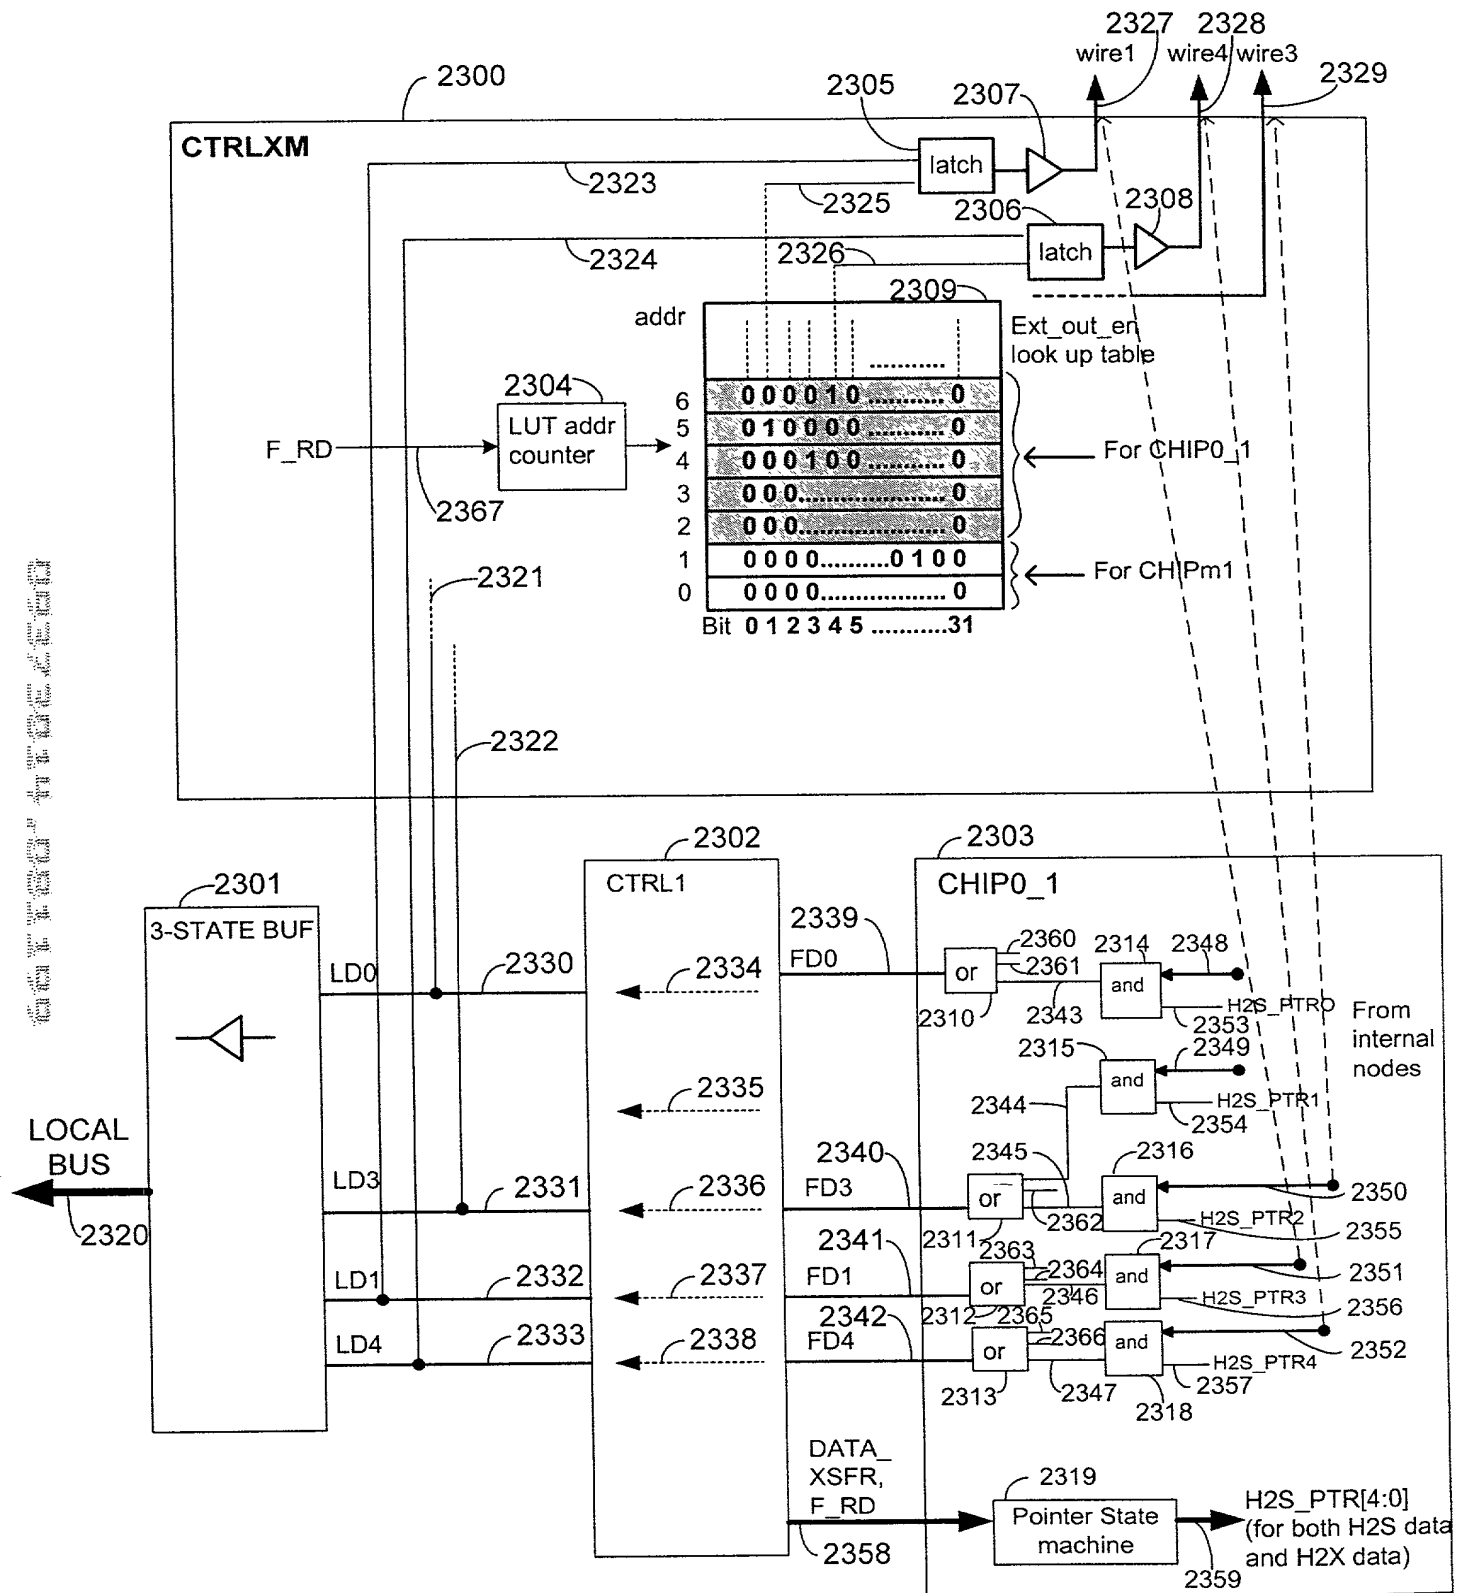 2327 2328
wire1 wire4 wire3
2300 2305 2307 2329
CTRLXM
latch
2323
2325
2306 2308
latch
2324 2326
2309
addr
Ext_out_en
look up table
2304
LUT addr
counter
F_RD
2367
6 0 0 0 0 1 0 ........... 0
5 0 1 0 0 0 0 ........... 0
4 0 0 0 1 0 0 ........... 0
3 0 0 0 ..................... 0
2 0 0 0 ..................... 0
1 0 0 0 0 .......... 0 1 0 0
0 0 0 0 0 .................. 0
Bit 0 1 2 3 4 5 ........... 31
For CHIP0_1
For CHIPm1
2321
2322
2301
3-STATE BUF
LOCAL
BUS
2320
LD0 2330
LD3 2331
LD1 2332
LD4 2333
2302
CTRL1
2334
2335
2336
2337
2338
2339
FD0
2340
FD3
2341
FD1
2342
FD4
DATA_
XSFR,
F_RD
2358
2303
CHIP0_1
or 2360
2361
2310 2343
2314
and
2348
H2S_PTRO
2353
2315
and
2349
H2S_PTR1
2354
From
internal
nodes
2344
2345
or
2311 2362
2316
and
2350
H2S_PTR2
2355
2317
2363
2364
or
2312 2346
and
2351
H2S_PTR3
2356
2365
2366
or
2313 2347
and
2318
2352
H2S_PTR4
2357
2319
Pointer State
machine
2359
H2S_PTR[4:0]
(for both H2S data
and H2X data)